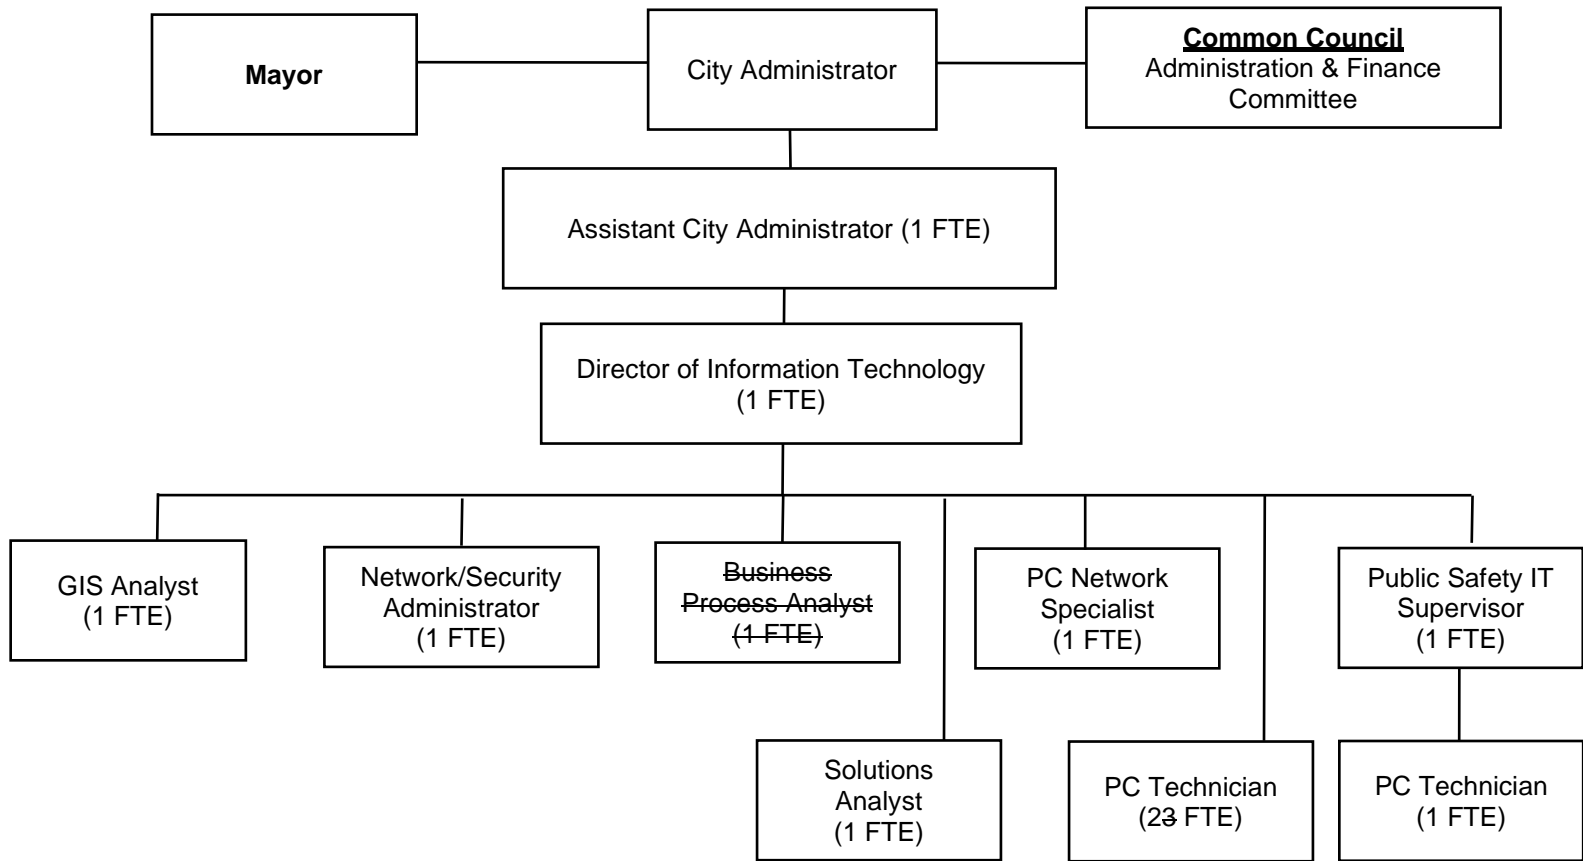 Mayor
City Administrator
Common Council
Administration & Finance
Committee
Assistant City Administrator (1 FTE)
Director of Information Technology
(1 FTE)
GIS Analyst
(1 FTE)
Network/Security
Administrator
(1 FTE)
Business
Process Analyst
(1 FTE)
PC Network
Specialist
(1 FTE)
Public Safety IT
Supervisor
(1 FTE)
Solutions
Analyst
(1 FTE)
PC Technician
(23 FTE)
PC Technician
(1 FTE)